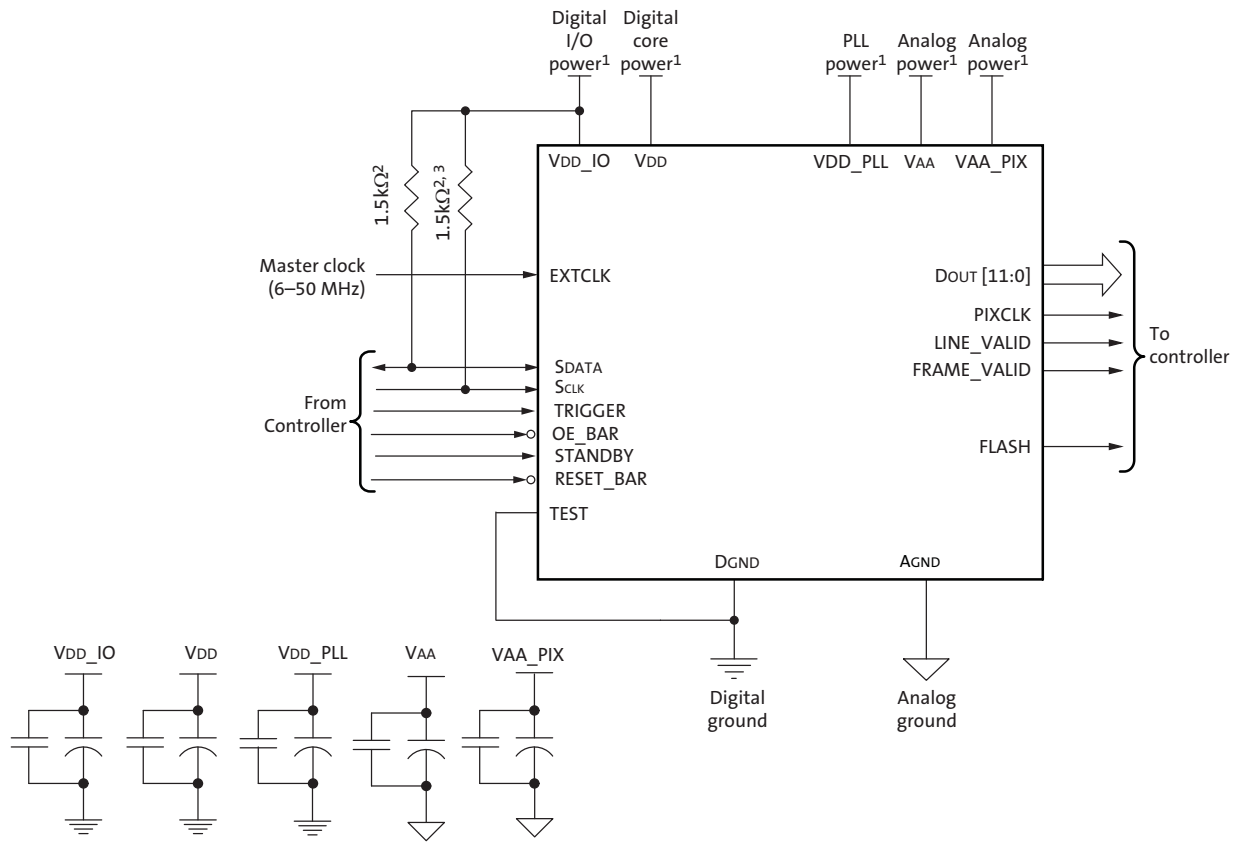 Digital
I/O
power1
Digital
core
power1
PLL
power1
Analog
power1
Analog
power1
VDD_IO
VDD
VDD_PLL
VAA
VAA_PIX
1.5kΩ2
1.5kΩ2, 3
Master clock
(6–50 MHz)
EXTCLK
DOUT [11:0]
PIXCLK
LINE_VALID
FRAME_VALID
FLASH
To
controller
From
Controller
SDATA
SCLK
TRIGGER
OE_BAR
STANDBY
RESET_BAR
TEST
DGND
AGND
Digital
ground
Analog
ground
VDD_IO
VDD
VDD_PLL
VAA
VAA_PIX